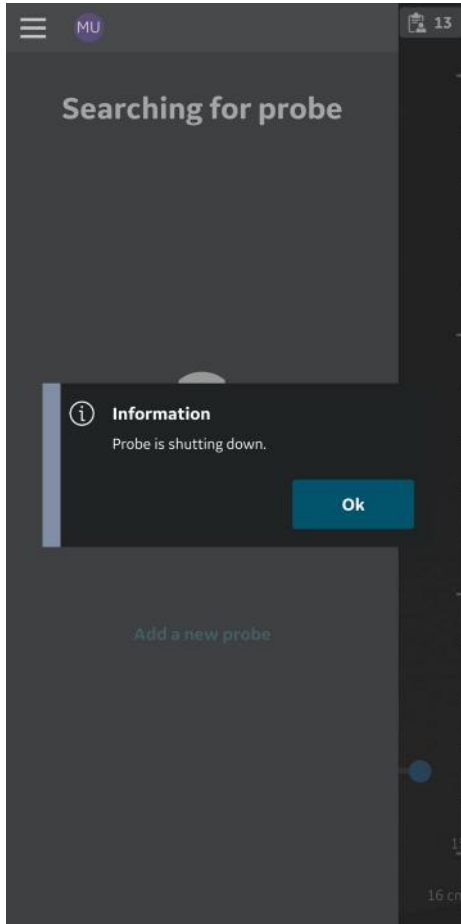 MU
13
Searching for probe
Information
Probe is shutting down.
Ok
Add a new probe
16 cm